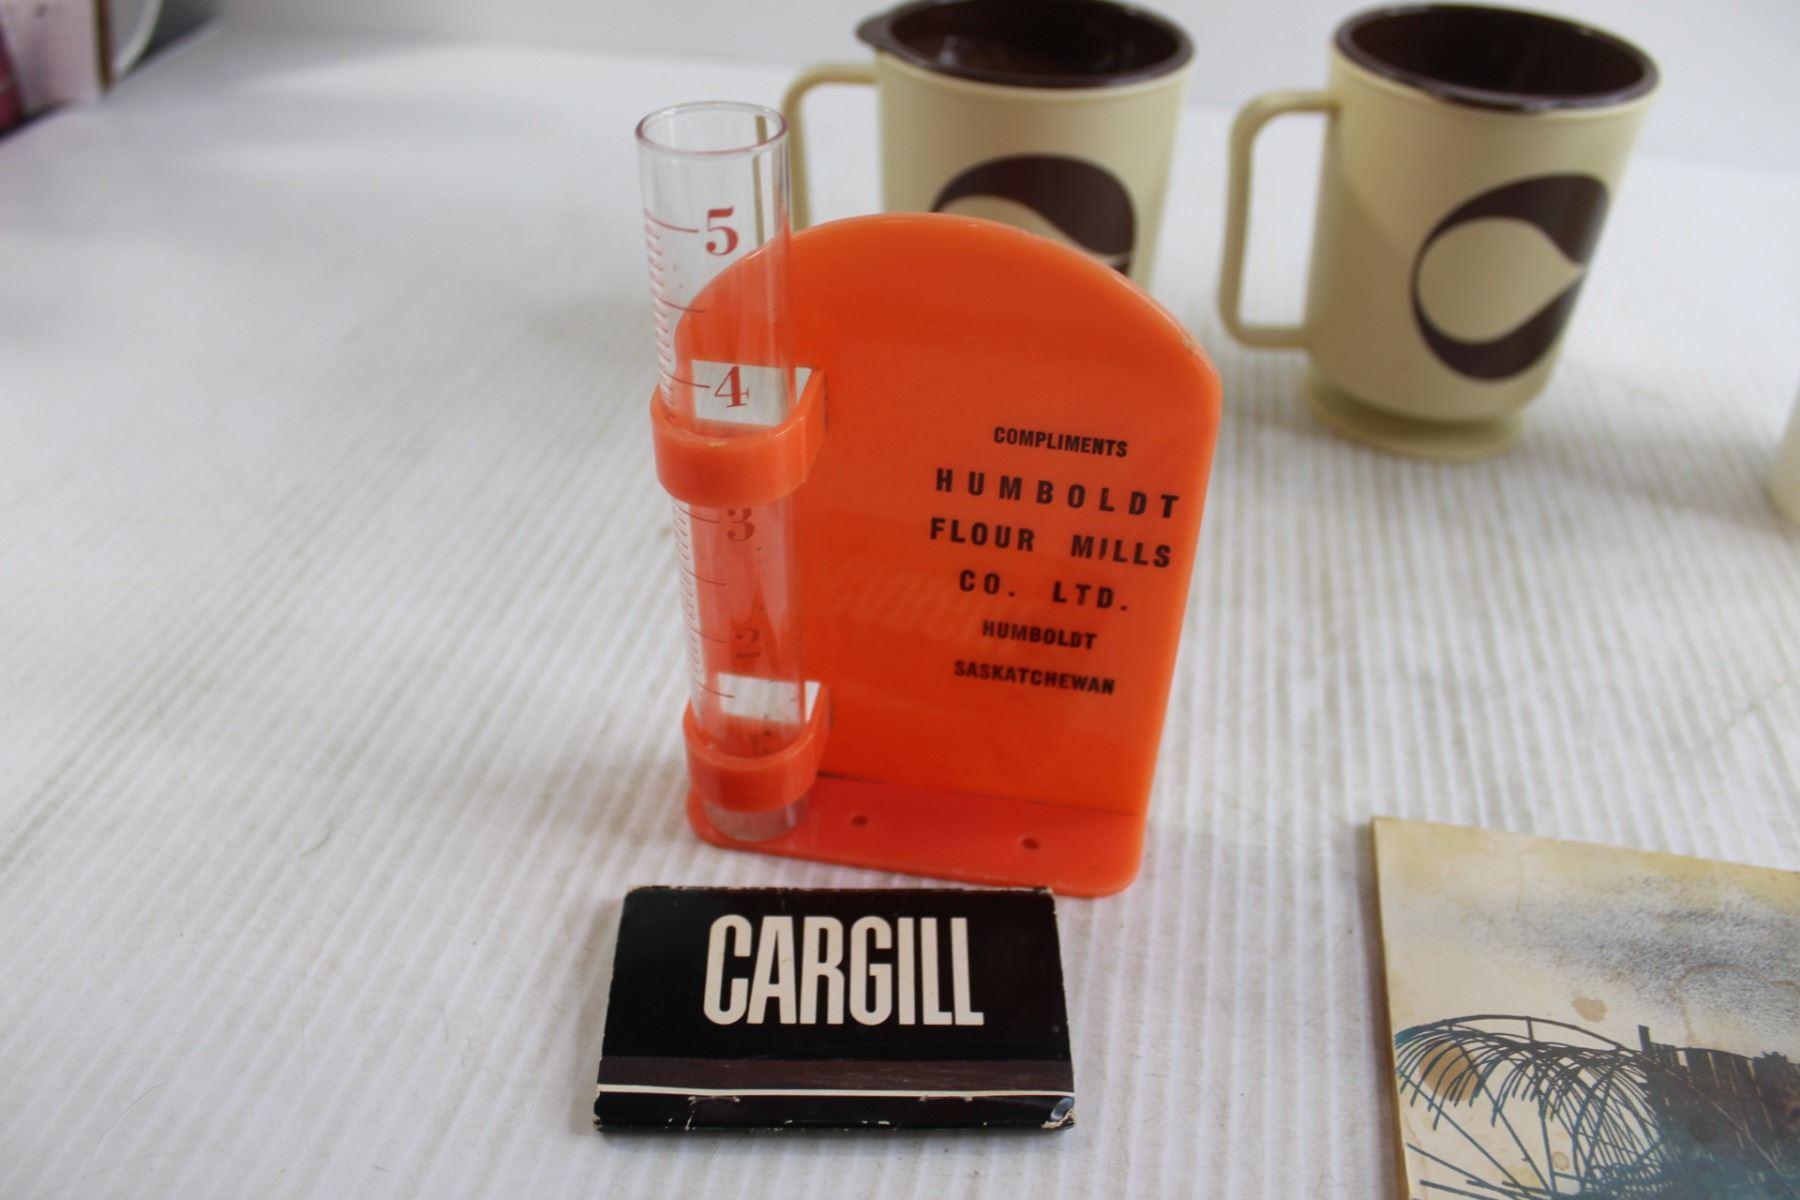 5
4
3
2
COMPLIMENTS
HUMBOLDT
FLOUR MILLS
CO. LTD.
HUMBOLDT
SASKATCHEWAN
CARGILL